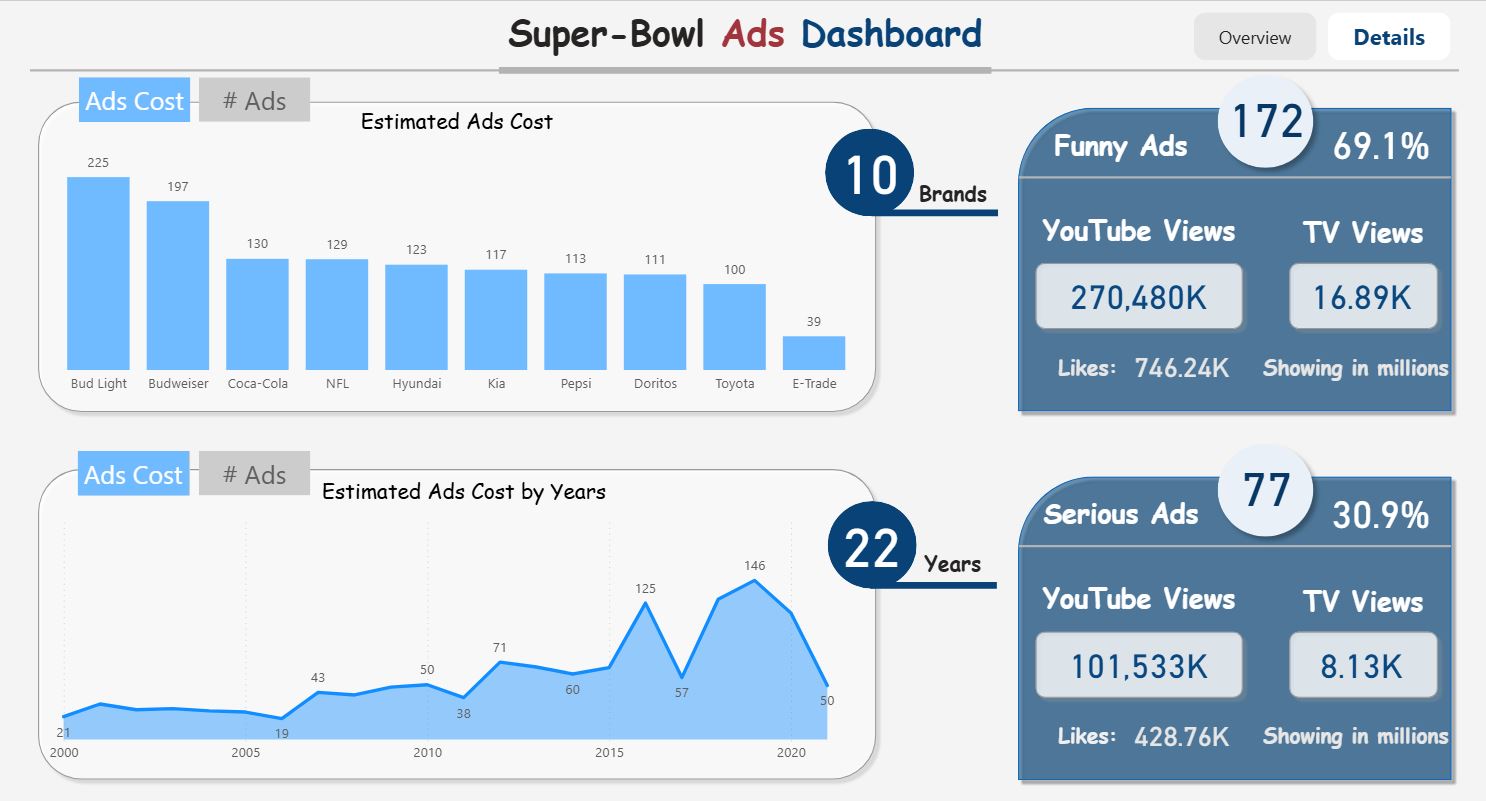 Super-Bowl Ads Dashboard
Overview
Details
Ads Cost
# Ads
Estimated Ads Cost
225
197
130
129
123
117
113
111
100
39
Bud Light
Budweiser
Coca-Cola
NFL
Hyundai
Kia
Pepsi
Doritos
Toyota
E-Trade
10
Brands
Funny Ads
172
69.1%
YouTube Views
TV Views
270,480K
16.89K
Likes: 746.24K
Showing in millions
Ads Cost
# Ads
Estimated Ads Cost by Years
21
19
43
50
38
71
60
125
57
146
50
2000
2005
2010
2015
2020
22
Years
Serious Ads
77
30.9%
YouTube Views
TV Views
101,533K
8.13K
Likes: 428.76K
Showing in millions